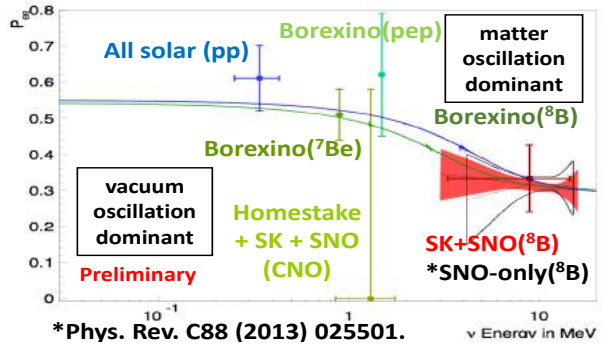 0.8
P_ee
0.7
0.6
0.5
0.4
0.3
0.2
0.1
0
All solar (pp)
Borexino(pep)
matter
oscillation
dominant
Borexino(⁸B)
Borexino(⁷Be)
vacuum
oscillation
dominant
Homestake
+ SK + SNO
(CNO)
Preliminary
SK+SNO(⁸B)
*SNO-only(⁸B)
10⁻¹
1
10
*Phys. Rev. C88 (2013) 025501.
ν Energy in MeV